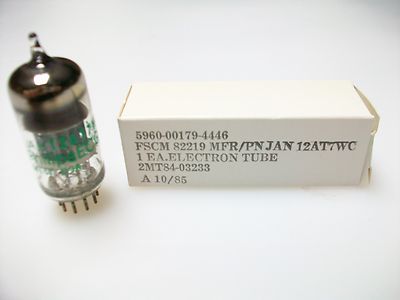 5960-00179-4446
FSCM 82219 MFR/PN JAN 12AT7WC
1 EA. ELECTRON TUBE
2MT84-03233
A 10/85